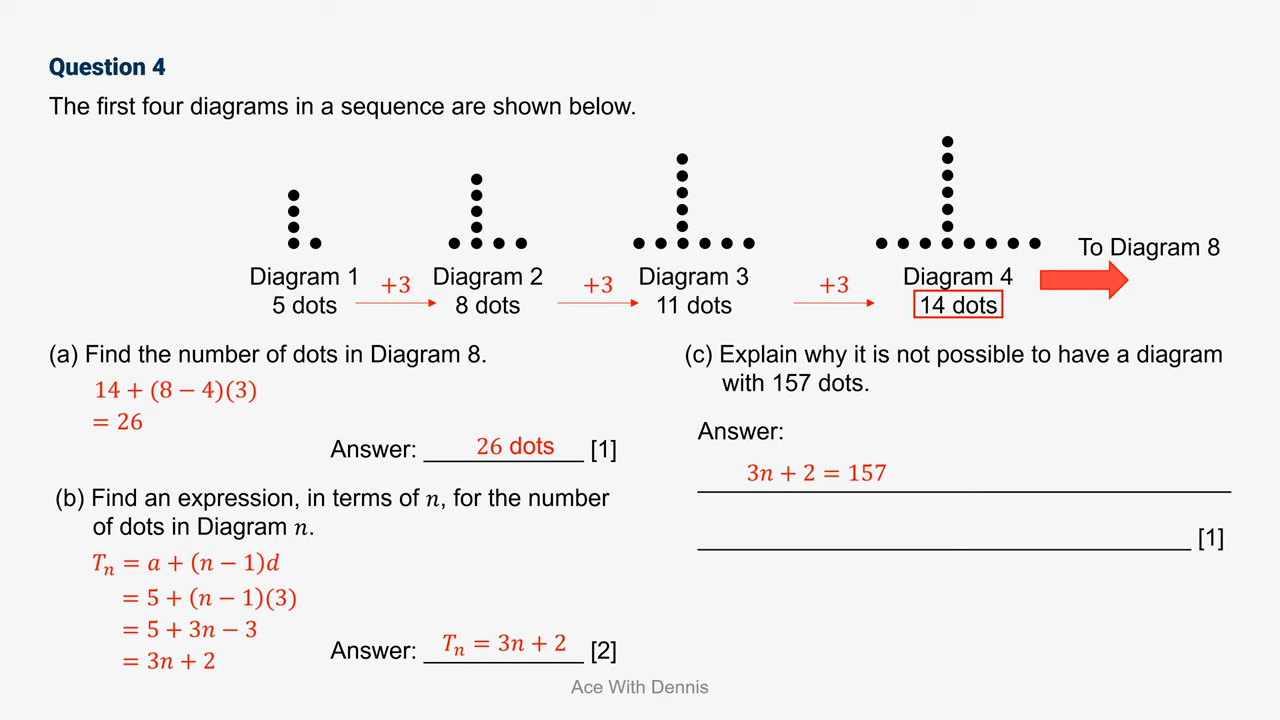 Question 4
The first four diagrams in a sequence are shown below.
To Diagram 8
Diagram 1 +3 Diagram 2 +3 Diagram 3 +3 Diagram 4
5 dots 8 dots 11 dots 14 dots
(a) Find the number of dots in Diagram 8.
14 + (8 − 4)(3)
= 26
Answer: 26 dots [1]
(b) Find an expression, in terms of n, for the number
of dots in Diagram n.
Tₙ = a + (n − 1)d
= 5 + (n − 1)(3)
= 5 + 3n − 3
= 3n + 2
Answer: Tₙ = 3n + 2 [2]
(c) Explain why it is not possible to have a diagram
with 157 dots.
Answer:
3n + 2 = 157
[1]
Ace With Dennis